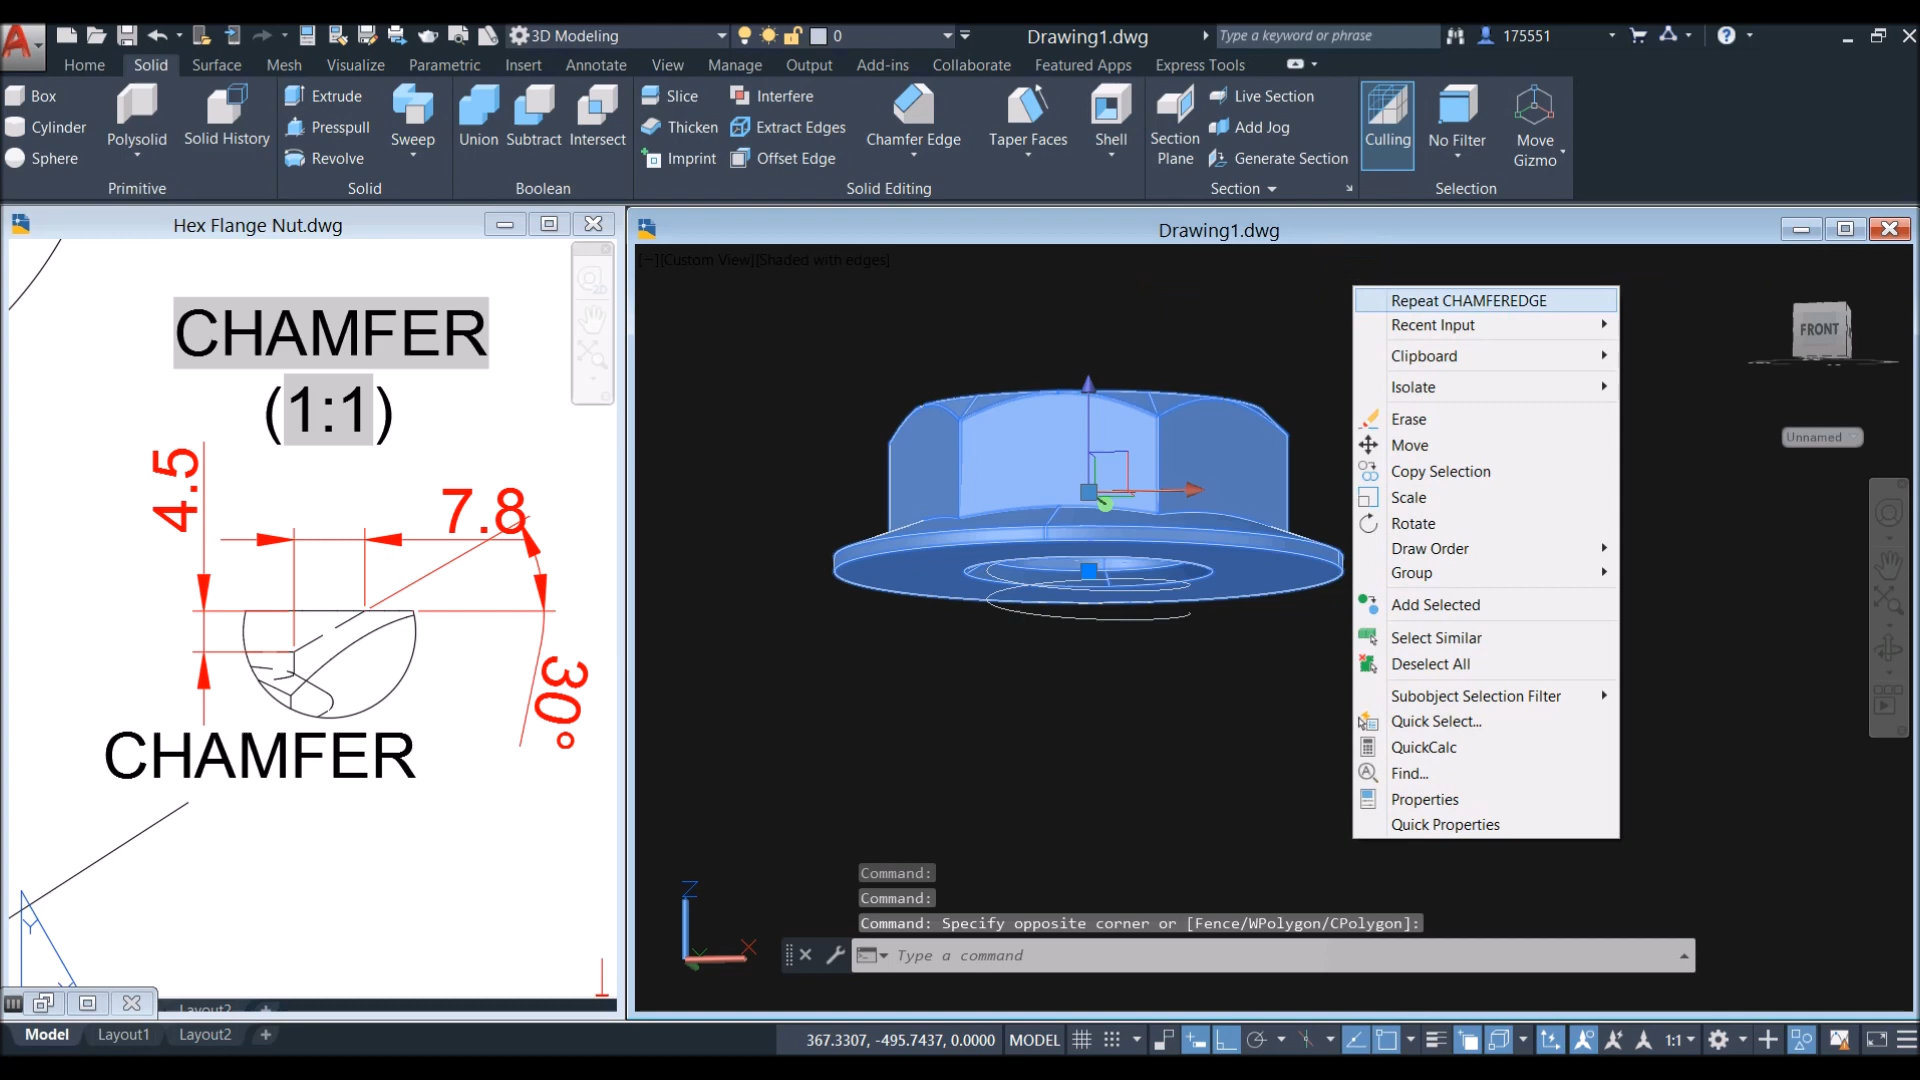 3D Modeling
0
Drawing1.dwg
Type a keyword or phrase
175551
Home
Solid
Surface
Mesh
Visualize
Parametric
Insert
Annotate
View
Manage
Output
Add-ins
Collaborate
Featured Apps
Express Tools
Box
Cylinder
Sphere
Polysolid
Solid History
Primitive
Extrude
Presspull
Revolve
Sweep
Solid
Union
Subtract
Intersect
Boolean
Slice
Thicken
Imprint
Interfere
Extract Edges
Offset Edge
Chamfer Edge
Taper Faces
Shell
Solid Editing
Section
Plane
Live Section
Add Jog
Generate Section
Section
Culling
No Filter
Move
Gizmo
Selection
Hex Flange Nut.dwg
CHAMFER
(1:1)
4.5
7.8
30°
CHAMFER
Y
Layout2
Drawing1.dwg
[−][Custom View][Shaded with edges]
FRONT
Unnamed
Repeat CHAMFEREDGE
Recent Input
Clipboard
Isolate
Erase
Move
Copy Selection
Scale
Rotate
Draw Order
Group
Add Selected
Select Similar
Deselect All
Subobject Selection Filter
Quick Select...
QuickCalc
Find...
Properties
Quick Properties
Z
X
Y
Command:
Command:
Command: Specify opposite corner or [Fence/WPolygon/CPolygon]:
Type a command
Model
Layout1
Layout2
367.3307, -495.7437, 0.0000
MODEL
1:1